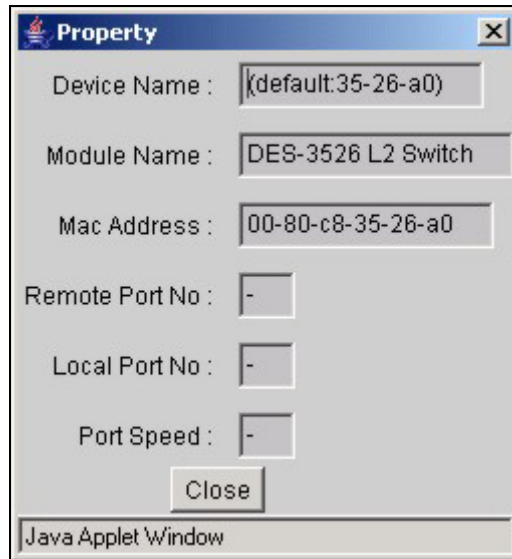 Property
Device Name : (default:35-26-a0)
Module Name : DES-3526 L2 Switch
Mac Address : 00-80-c8-35-26-a0
Remote Port No : -
Local Port No : -
Port Speed : -
Close
Java Applet Window